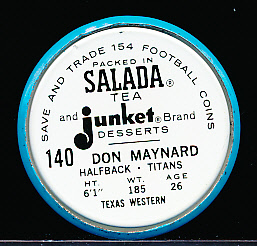 SAVE AND TRADE 154 FOOTBALL COINS
PACKED IN
SALADA®
TEA
and junket® Brand
DESSERTS
140 DON MAYNARD
HALFBACK · TITANS
HT. WT. AGE
6'1" 185 26
TEXAS WESTERN